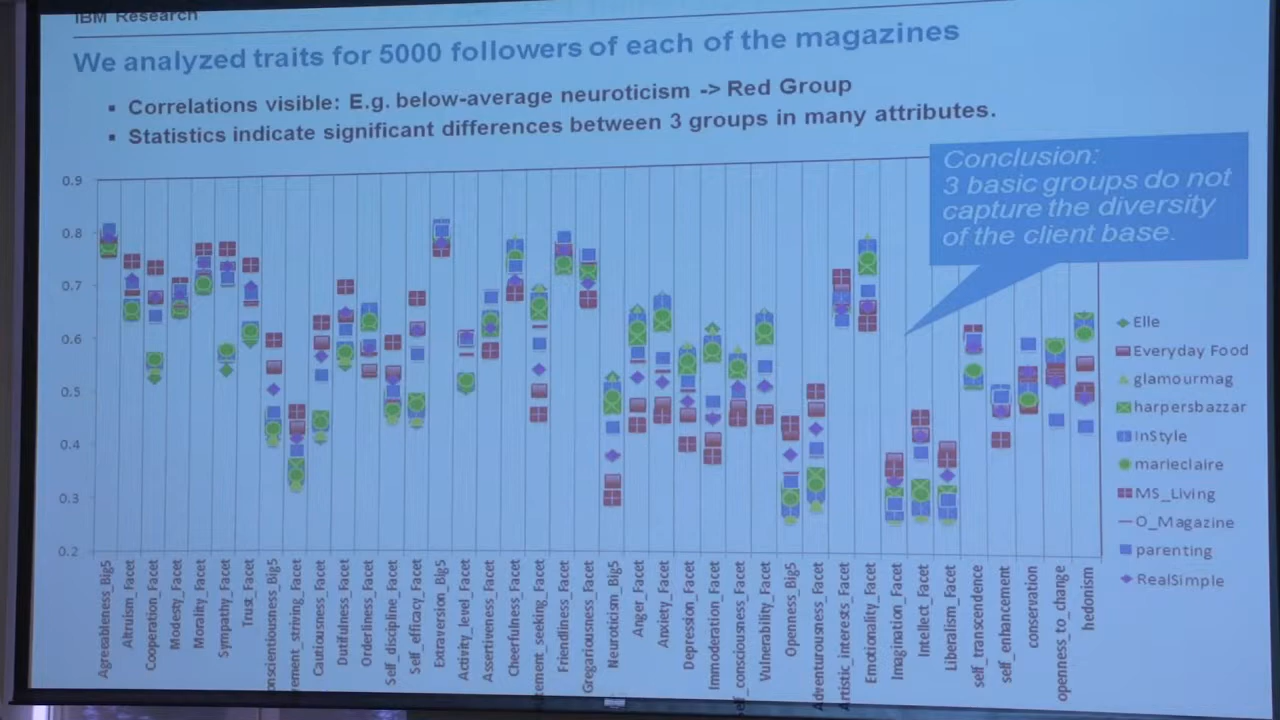 IBM Research
We analyzed traits for 5000 followers of each of the magazines
▪ Correlations visible: E.g. below-average neuroticism -> Red Group
▪ Statistics indicate significant differences between 3 groups in many attributes.
Conclusion:
3 basic groups do not
capture the diversity
of the client base.
0.9
0.8
0.7
0.6
0.5
0.4
0.3
0.2
Elle
Everyday Food
glamourmag
harpersbazzar
InStyle
marieclaire
MS_Living
O_Magazine
parenting
RealSimple
Agreeableness_Big5
Altruism_Facet
Cooperation_Facet
Modesty_Facet
Morality_Facet
Sympathy_Facet
Trust_Facet
onscientiousness_Big5
vement_striving_Facet
Cautiousness_Facet
Dutifulness_Facet
Orderliness_Facet
Self_discipline_Facet
Self_efficacy_Facet
Extraversion_Big5
Activity_level_Facet
Assertiveness_Facet
Cheerfulness_Facet
tement_seeking_Facet
Friendliness_Facet
Gregariousness_Facet
Neuroticism_Big5
Anger_Facet
Anxiety_Facet
Depression_Facet
Immoderation_Facet
elf_consciousness_Facet
Vulnerability_Facet
Openness_Big5
Adventurousness_Facet
Artistic_Interests_Facet
Emotionality_Facet
Imagination_Facet
Intellect_Facet
Liberalism_Facet
self_transcendence
self_enhancement
conservation
openness_to_change
hedonism